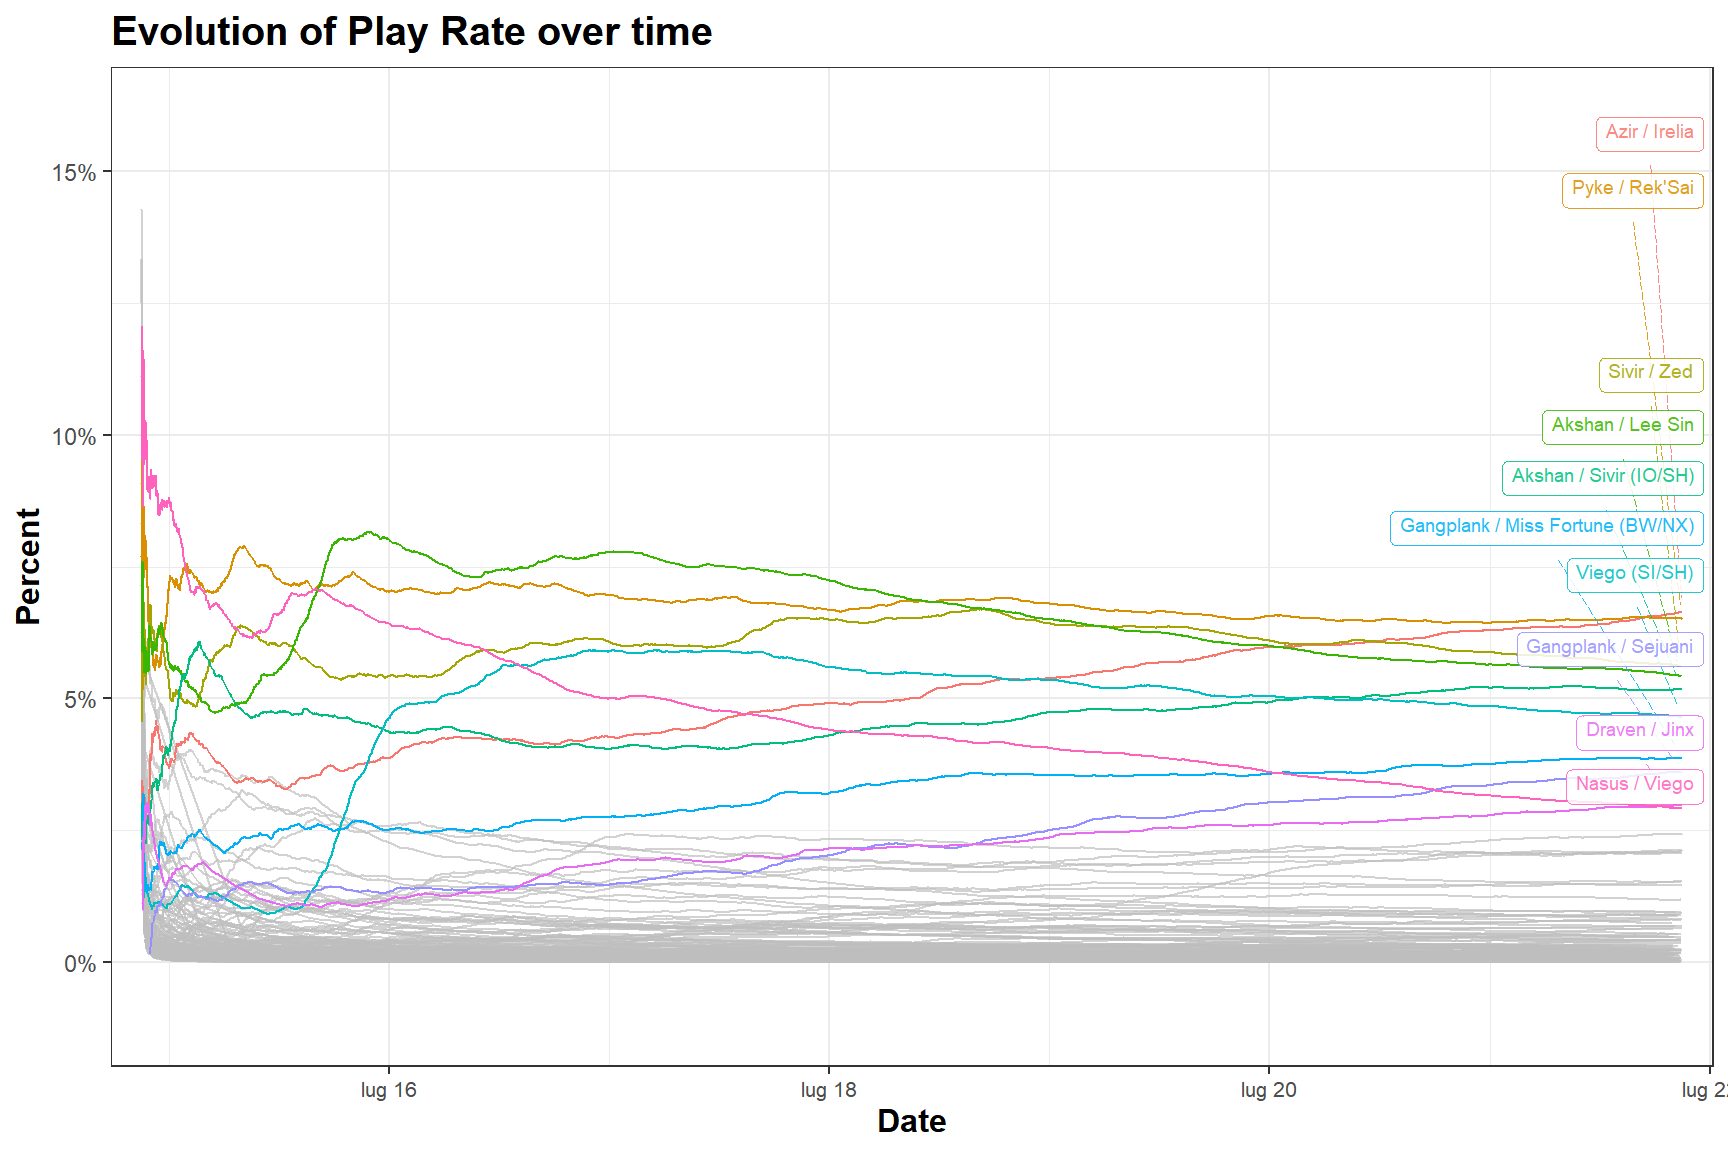 Evolution of Play Rate over time
Azir / Irelia
15%
Pyke / Rek'Sai
Sivir / Zed
Akshan / Lee Sin
10%
Akshan / Sivir (IO/SH)
Gangplank / Miss Fortune (BW/NX)
Percent
Viego (SI/SH)
Gangplank / Sejuani
5%
Draven / Jinx
Nasus / Viego
0%
lug 16
lug 18
lug 20
lug 22
Date